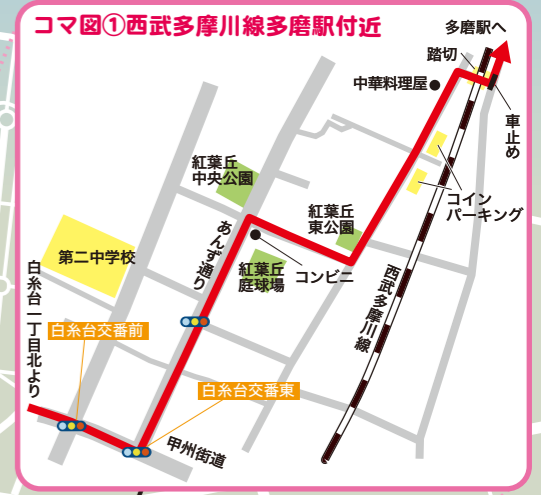 コマ図①西武多摩川線多磨駅付近
多磨駅へ
踏切
中華料理屋
車止め
紅葉丘
中央公園
コイン
パーキング
紅葉丘
東公園
あんず通り
第二中学校
紅葉丘
庭球場
コンビニ
西武多摩川線
白糸台一丁目北より
白糸台交番前
白糸台交番東
甲州街道